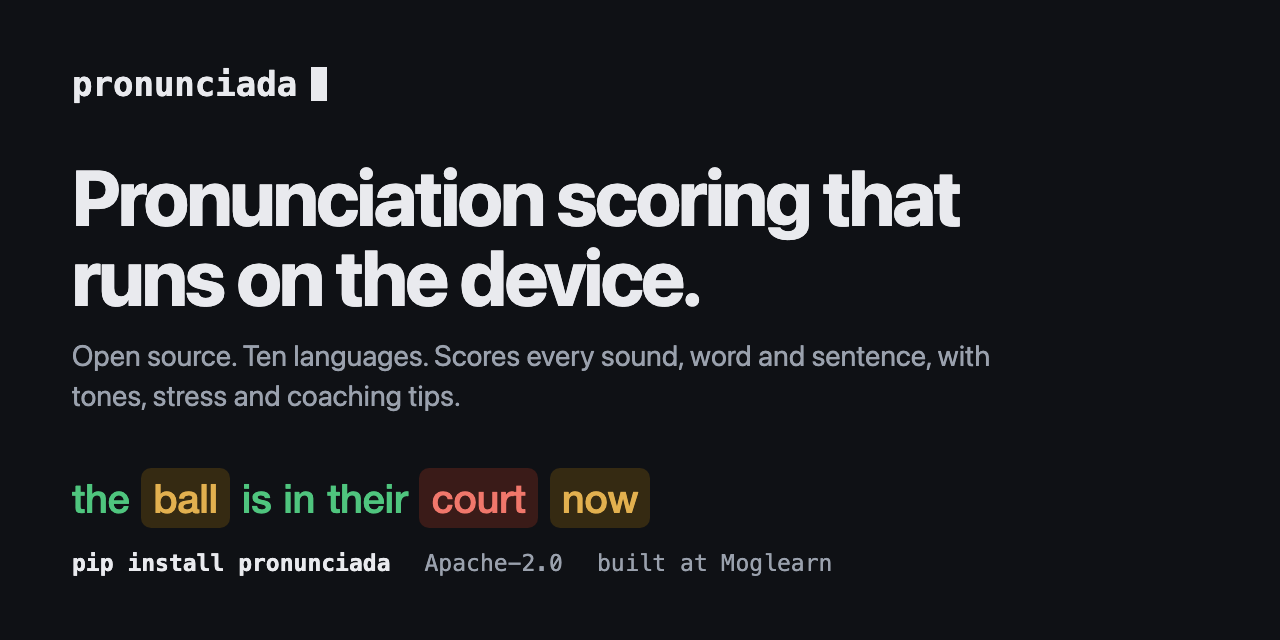 pronunciada
Pronunciation scoring that
runs on the device.
Open source. Ten languages. Scores every sound, word and sentence, with
tones, stress and coaching tips.
the ball is in their court now
pip install pronunciada Apache-2.0 built at Moglearn